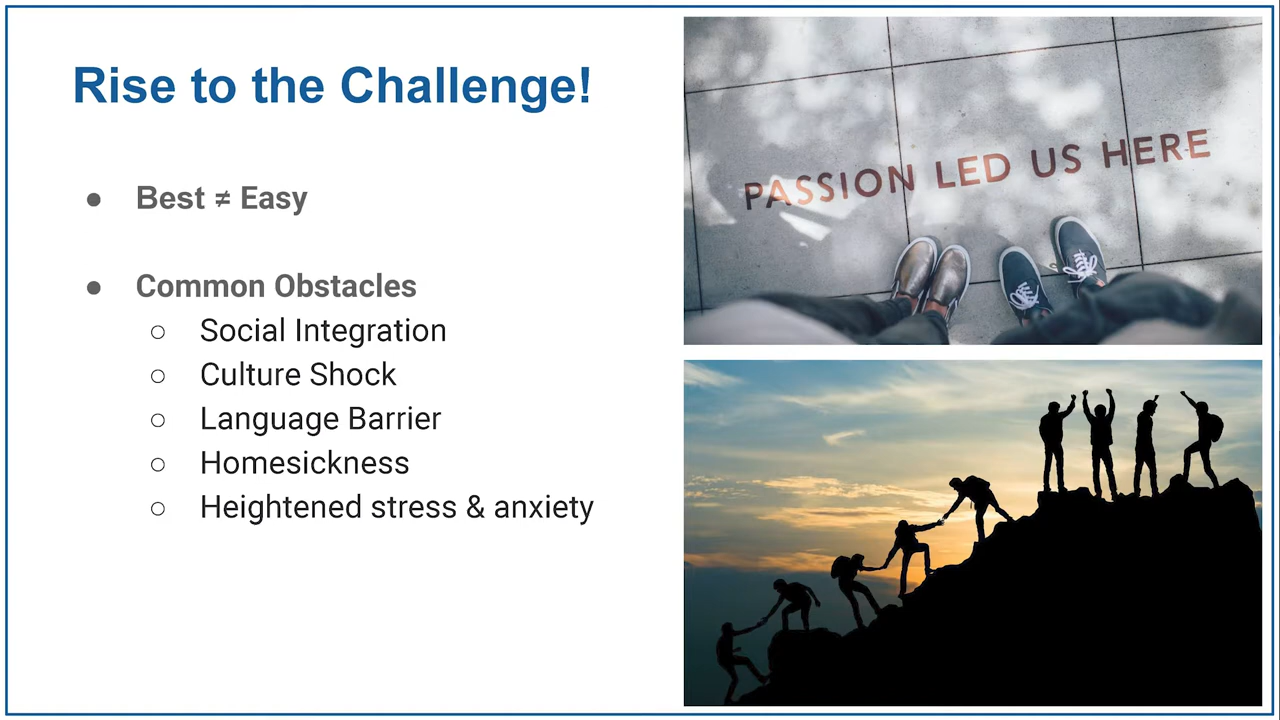 Rise to the Challenge!
● Best ≠ Easy
● Common Obstacles
○ Social Integration
○ Culture Shock
○ Language Barrier
○ Homesickness
○ Heightened stress & anxiety
PASSION LED US HERE